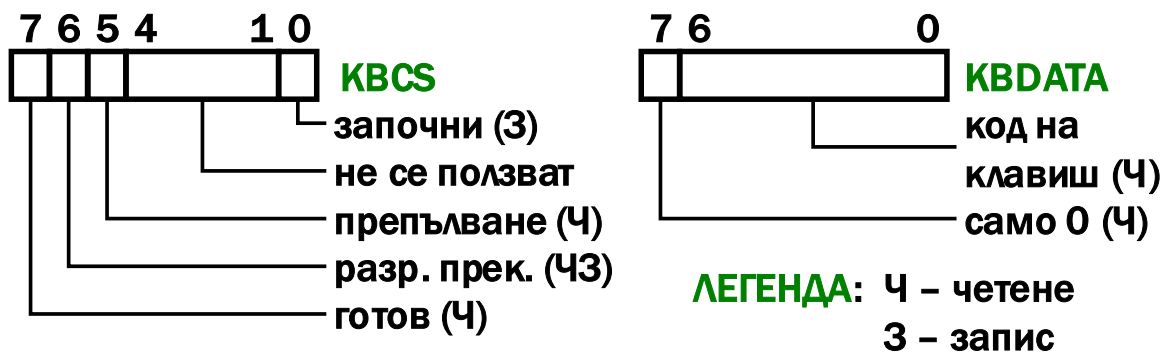 7 6 5 4 1 0
KBCS
започни (З)
не се ползват
препълване (Ч)
разр. прек. (ЧЗ)
готов (Ч)
7 6 0
KBDATA
код на
клавиш (Ч)
само 0 (Ч)
ЛЕГЕНДА: Ч – четене
З – запис